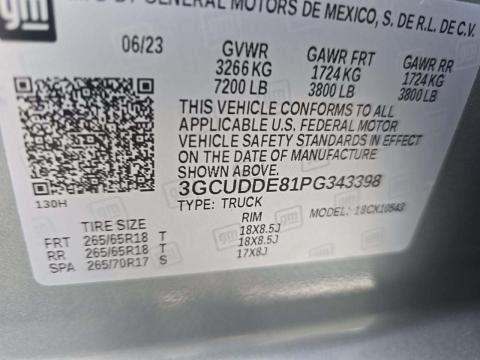 gm
OF GENERAL MOTORS DE MEXICO, S. DE R.L. DE C.V.
06/23 GVWR GAWR FRT GAWR RR
3266 KG 1724 KG 1724 KG
7200 LB 3800 LB 3800 LB
THIS VEHICLE CONFORMS TO ALL
APPLICABLE U.S. FEDERAL MOTOR
VEHICLE SAFETY STANDARDS IN EFFECT
ON THE DATE OF MANUFACTURE
SHOWN ABOVE.
3GCUDDE81PG343398
130H
TYPE: TRUCK MODEL: 18CK10543
TIRE SIZE RIM
FRT 265/65R18 T 18X8.5J
RR 265/65R18 T 18X8.5J
SPA 265/70R17 S 17X8J
gm